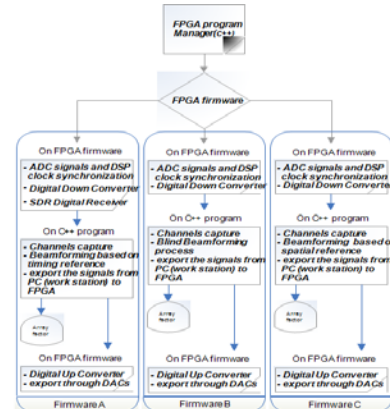 FPGA program
Manager(c++)
FPGA firmware
On FPGA firmware
- ADC signals and DSP
clock synchronization
- Digital Down Converter
- SDR Digital Receiver
On C++ program
- Channels capture
- Beamforming based on
timing reference
- export the signals from
PC (work station) to
FPGA
Array
factor
On FPGA firmware
- Digital Up Converter
- export through DACs
Firmware A
On FPGA firmware
- ADC signals and DSP
clock synchronization
- Digital Down Converter
On C++ program
- Channels capture
- Blind Beamforming
process
- export the signals from
PC (work station) to
FPGA
Array
factor
On FPGA firmware
- Digital Up Converter
- export through DACs
Firmware B
On FPGA firmware
- ADC signals and DSP
clock synchronization
- Digital Down Converter
On C++ program
- Channels capture
- Beamforming based on
spatial reference
- export the signals from
PC (work station) to
FPGA
Array
factor
On FPGA firmware
- Digital Up Converter
- export through DACs
Firmware C